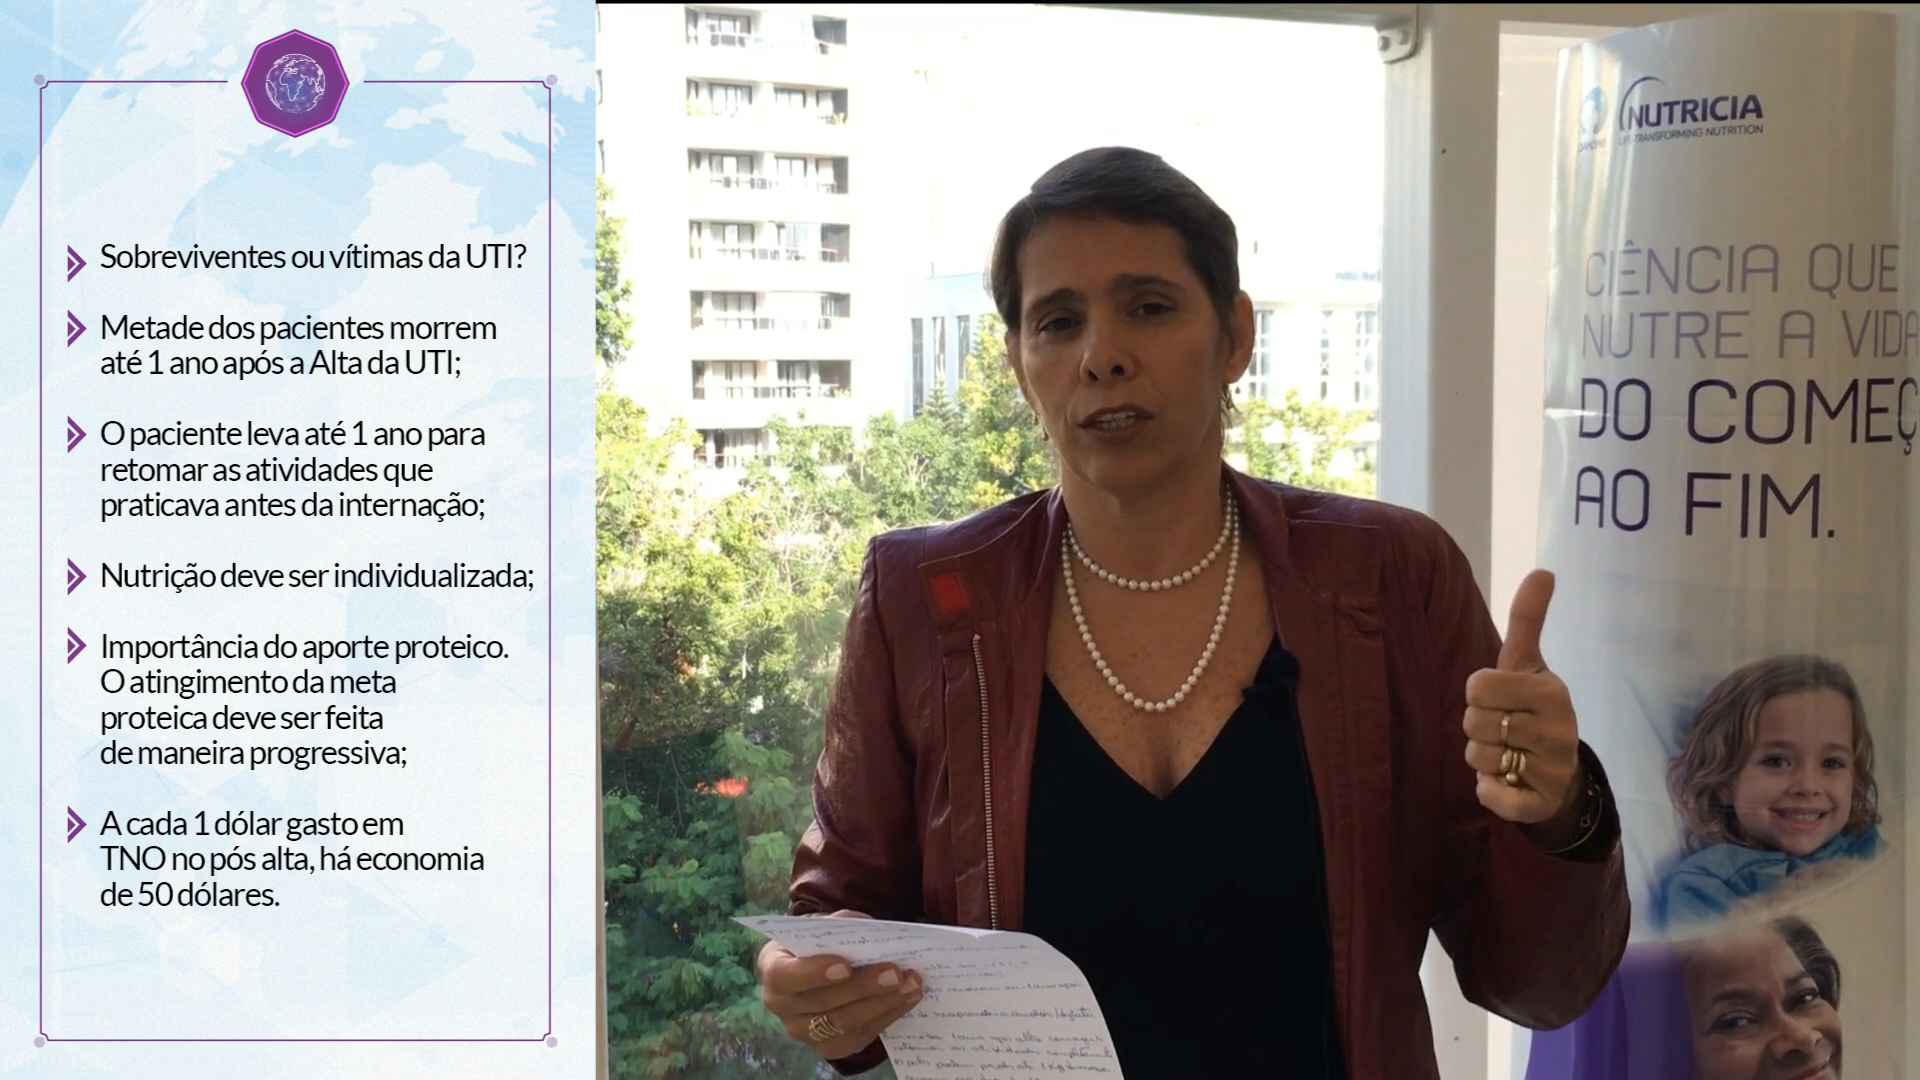 Sobreviventes ou vítimas da UTI?
Metade dos pacientes morrem
até 1 ano após a Alta da UTI;
O paciente leva até 1 ano para
retomar as atividades que
praticava antes da internação;
Nutrição deve ser individualizada;
Importância do aporte proteico.
O atingimento da meta
proteica deve ser feita
de maneira progressiva;
A cada 1 dólar gasto em
TNO no pós alta, há economia
de 50 dólares.
NUTRICIA
LIFE-TRANSFORMING NUTRITION
CIÊNCIA QUE
NUTRE A VIDA
DO COMEÇ
AO FIM.